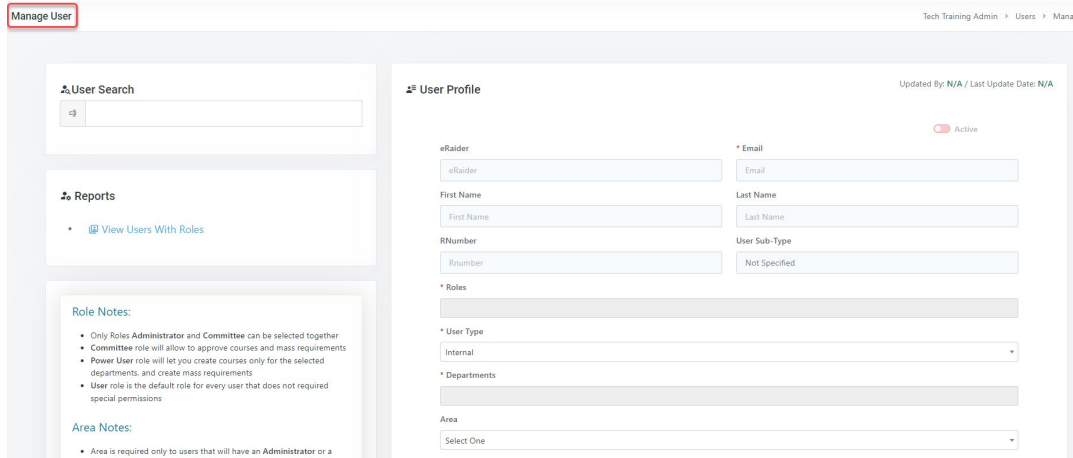 Manage User
Tech Training Admin > Users > Mana
User Search
Reports
View Users With Roles
Role Notes:
Only Roles Administrator and Committee can be selected together
Committee role will allow to approve courses and mass requirements
Power User role will let you create courses only for the selected
departments, and create mass requirements
User role is the default role for every user that does not required
special permissions
Area Notes:
Area is required only to users that will have an Administrator or a
User Profile
Updated By: N/A / Last Update Date: N/A
Active
eRaider
* Email
eRaider
Email
First Name
Last Name
First Name
Last Name
RNumber
User Sub-Type
Rnumber
Not Specified
* Roles
* User Type
Internal
* Departments
Area
Select One